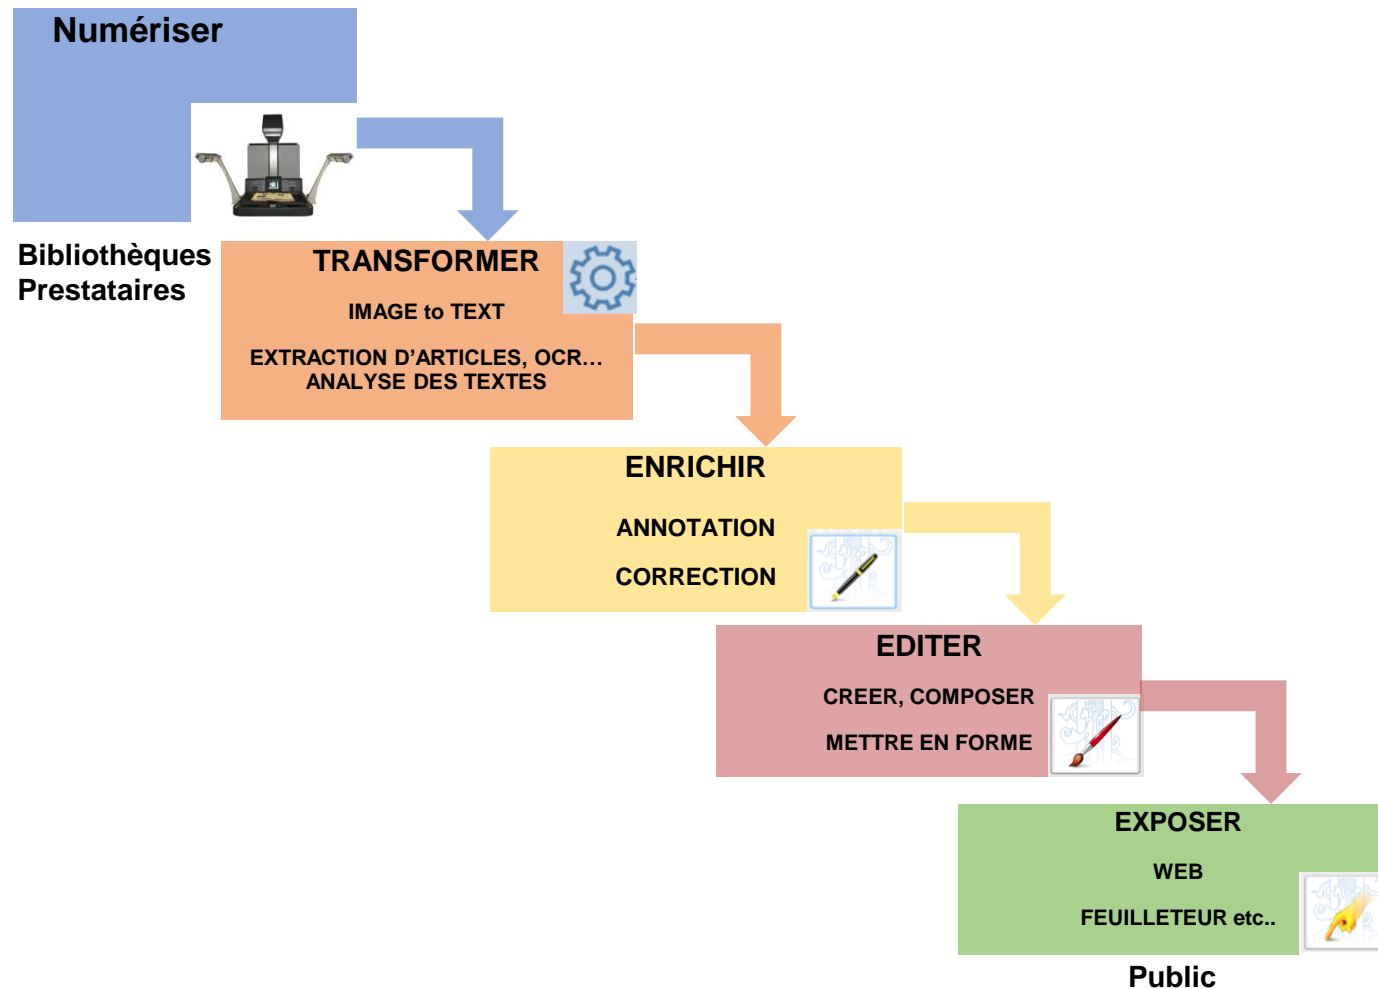 Numériser
Bibliothèques
Prestataires
TRANSFORMER
IMAGE to TEXT
EXTRACTION D’ARTICLES, OCR…
ANALYSE DES TEXTES
ENRICHIR
ANNOTATION
CORRECTION
EDITER
CREER, COMPOSER
METTRE EN FORME
EXPOSER
WEB
FEUILLETEUR etc..
Public